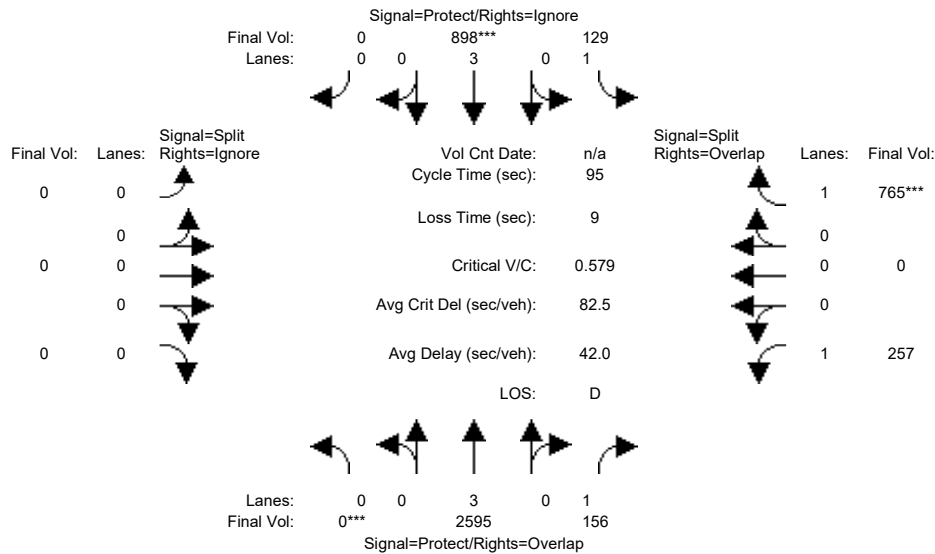 Signal=Protect/Rights=Ignore
Final Vol: 0 898*** 129
Lanes: 0 0 3 0 1
Signal=Split
Final Vol: Lanes: Rights=Ignore
Vol Cnt Date: n/a
Signal=Split
Rights=Overlap Lanes: Final Vol:
Cycle Time (sec): 95
0 0
1 765***
Loss Time (sec): 9
0
0
0 0
Critical V/C: 0.579
0 0
0
Avg Crit Del (sec/veh): 82.5
0
0 0
Avg Delay (sec/veh): 42.0
1 257
LOS: D
Lanes: 0 0 3 0 1
Final Vol: 0*** 2595 156
Signal=Protect/Rights=Overlap